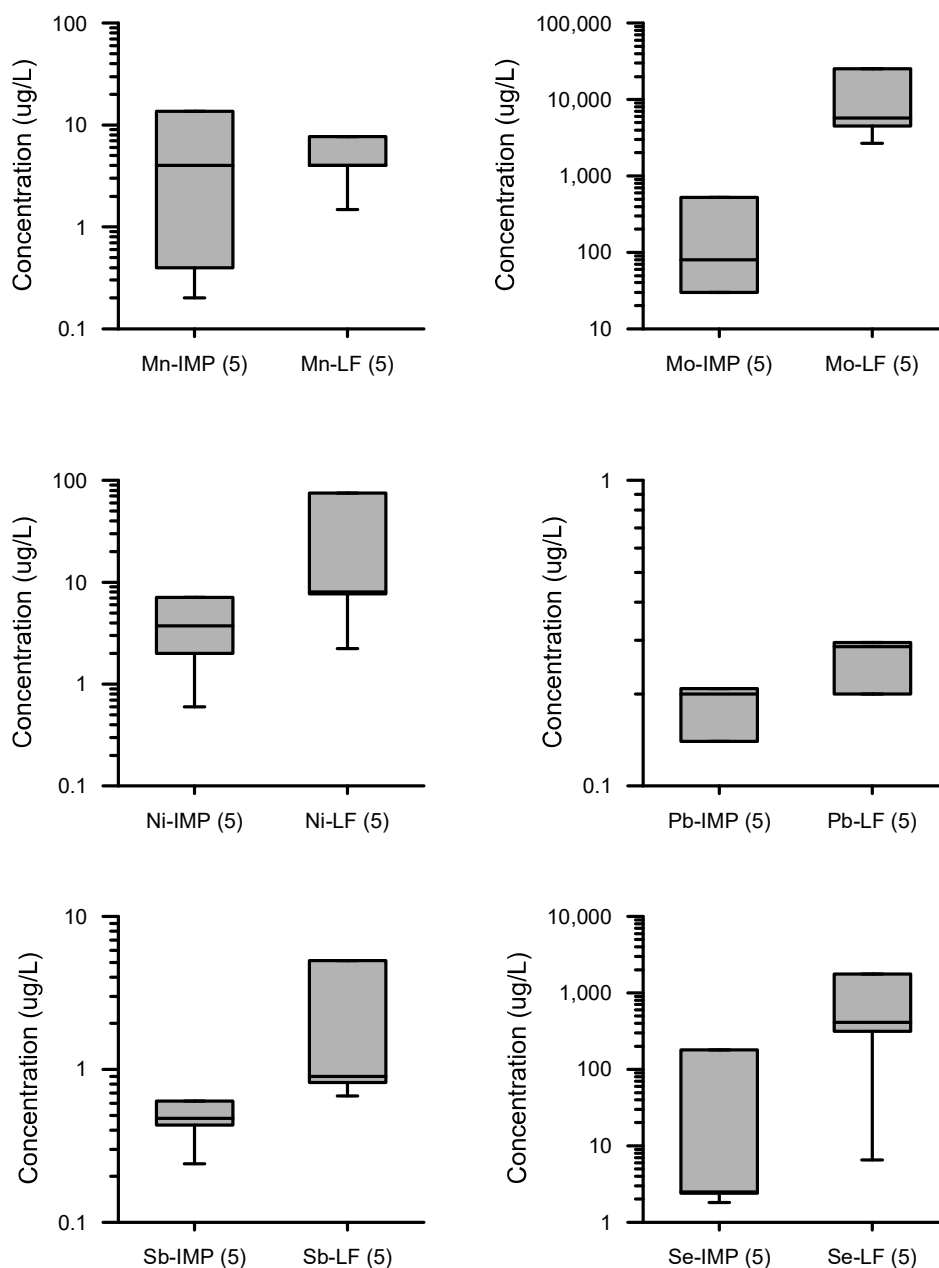 Concentration (ug/L)
100
10
1
0.1
Mn-IMP (5) Mn-LF (5)
Concentration (ug/L)
100,000
10,000
1,000
100
10
Mo-IMP (5) Mo-LF (5)
Concentration (ug/L)
100
10
1
0.1
Ni-IMP (5) Ni-LF (5)
Concentration (ug/L)
1
0.1
Pb-IMP (5) Pb-LF (5)
Concentration (ug/L)
10
1
0.1
Sb-IMP (5) Sb-LF (5)
Concentration (ug/L)
10,000
1,000
100
10
1
Se-IMP (5) Se-LF (5)